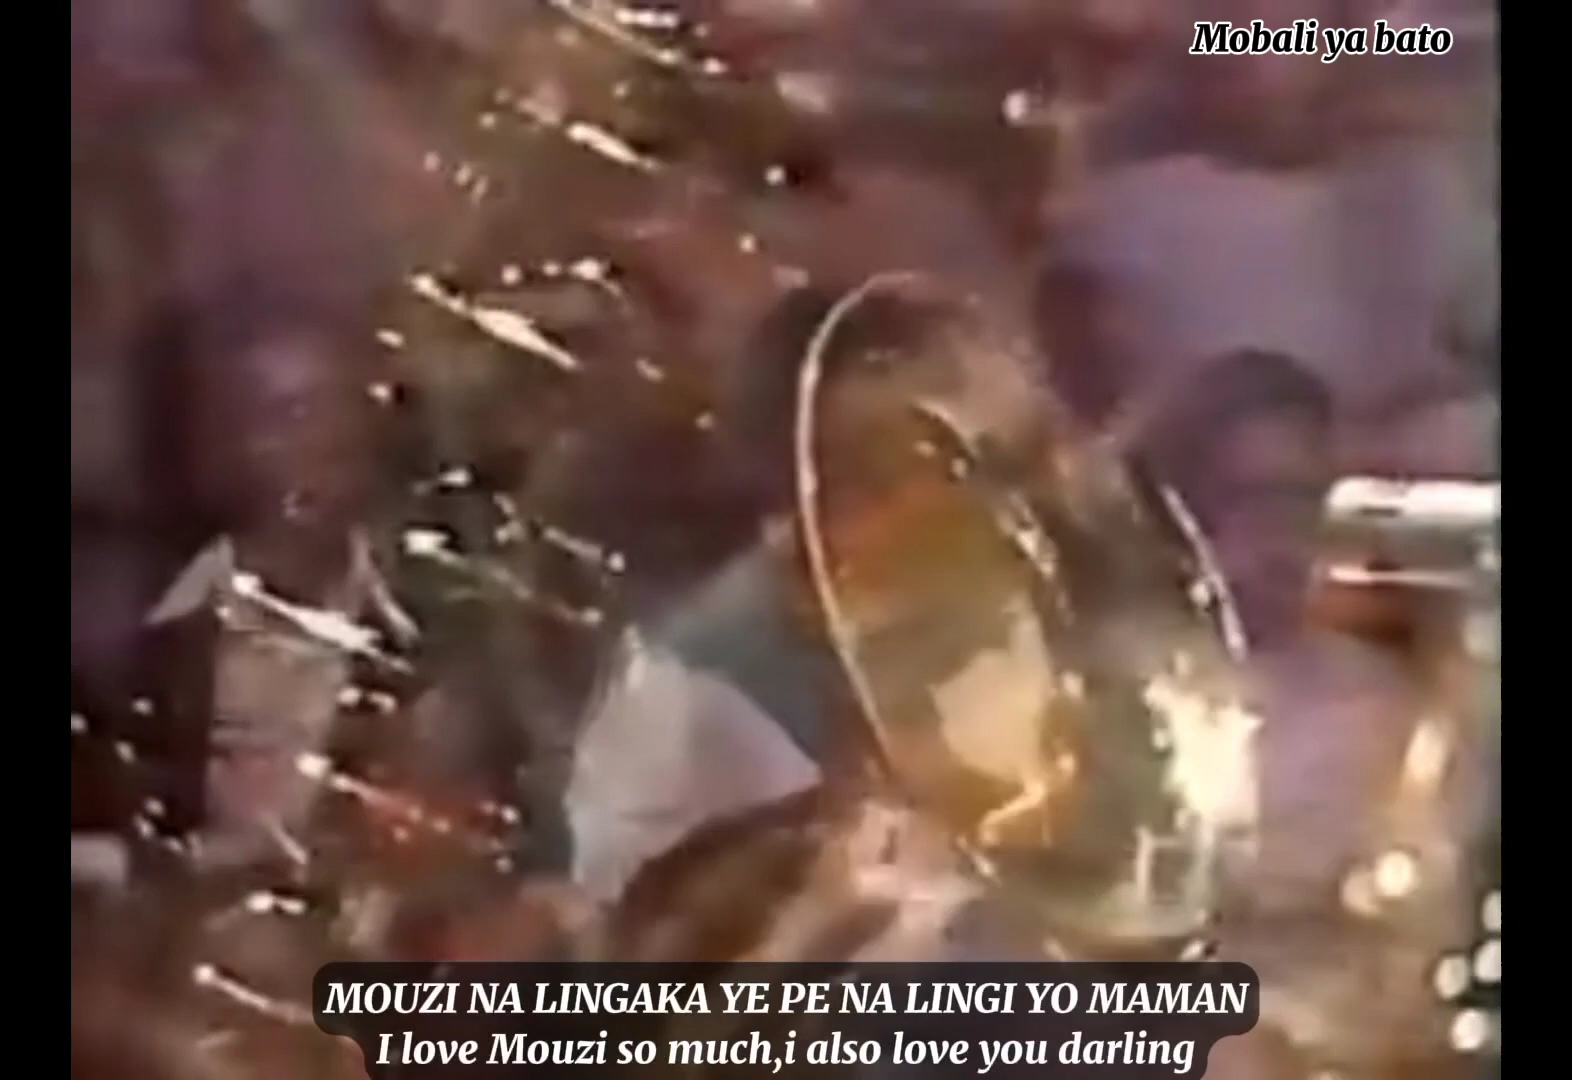 Mobali ya bato
MOUZI NA LINGAKA YE PE NA LINGI YO MAMAN
I love Mouzi so much,i also love you darling